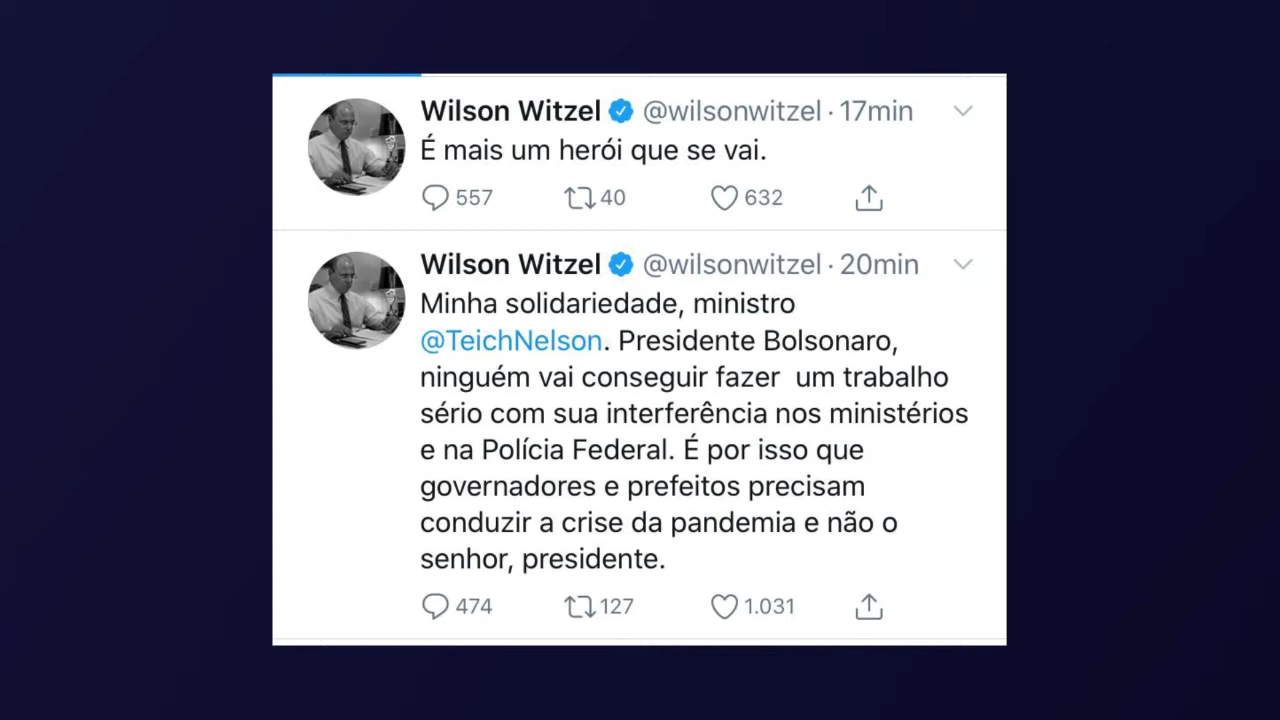 Wilson Witzel @wilsonwitzel · 17min
É mais um herói que se vai.
557 40 632
Wilson Witzel @wilsonwitzel · 20min
Minha solidariedade, ministro
@TeichNelson. Presidente Bolsonaro,
ninguém vai conseguir fazer  um trabalho
sério com sua interferência nos ministérios
e na Polícia Federal. É por isso que
governadores e prefeitos precisam
conduzir a crise da pandemia e não o
senhor, presidente.
474 127 1.031